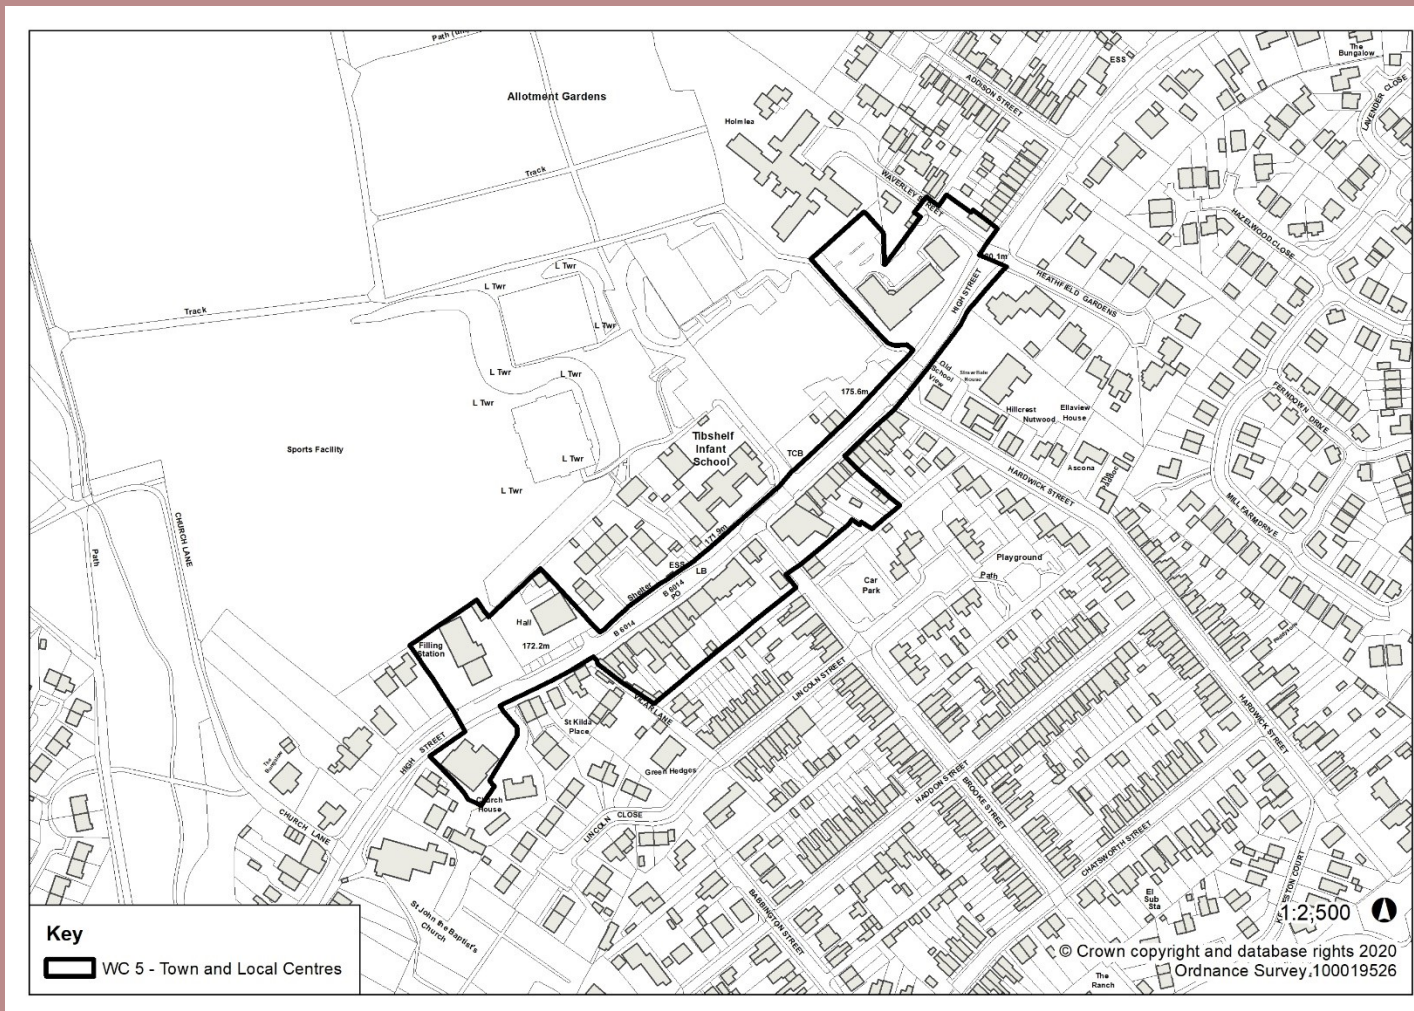 Path (um)
Allotment Gardens
Holmlea
ADDISON STREET
ESS
The
Bungalow
LAVENDER CLOSE
Track
WAVERLEY STREET
HAZELWOOD CLOSE
L Twr
L Twr
HIGH STREET
HEATHFIELD GARDENS
Track
L Twr
L Twr
L Twr
L Twr
L Twr
L Twr
175.6m
Old
School
View
Hillcrest
Nutwood
Ellaview
House
FERNDOWN DRIVE
Sports Facility
Tibshelf
Infant
School
TCB
Ascona
HARDWICK STREET
MILL FARM DRIVE
CHURCH LANE
Path
171.9m
ESS
LB
Shelter
B 6014
PO
Car
Park
Playground
Path
Hall
B 6014
172.2m
Filling
Station
VICAR LANE
LINCOLN STREET
HARDWICK STREET
St Kilda
Place
HIGH STREET
The
Bungalow
Green Hedges
Church
House
LINCOLN CLOSE
HADDON STREET
BROOKE STREET
CHURCH LANE
CHATSWORTH STREET
BABBINGTON STREET
El
Sub
Sta
St John the Baptist's
Church
The
Ranch
1:2,500
Key
WC 5 - Town and Local Centres
© Crown copyright and database rights 2020
Ordnance Survey 100019526